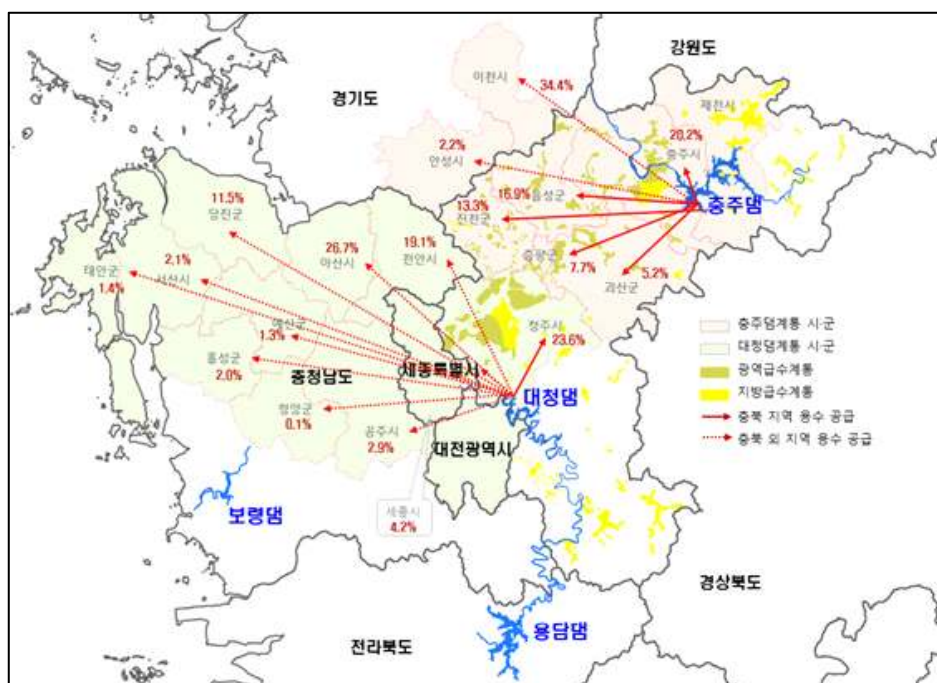 강원도
이천시
34.4%
경기도
제천시
20.2%
충주시
2.2%
안성시
16.9%
음성군
13.3%
진천군
충주댐
11.5%
당진군
26.7%
아산시
19.1%
천안시
증평군
7.7%
5.2%
괴산군
2.1%
서산시
태안군
1.4%
청주시
23.6%
예산군
1.3%
홍성군
2.0%
충청남도
세종특별시
대청댐
청양군
0.1%
공주시
2.9%
대전광역시
세종시
4.2%
보령댐
경상북도
용담댐
전라북도
충주댐계통 시·군
대청댐계통 시·군
광역급수계통
지방급수계통
충북 지역 용수 공급
충북 외 지역 용수 공급